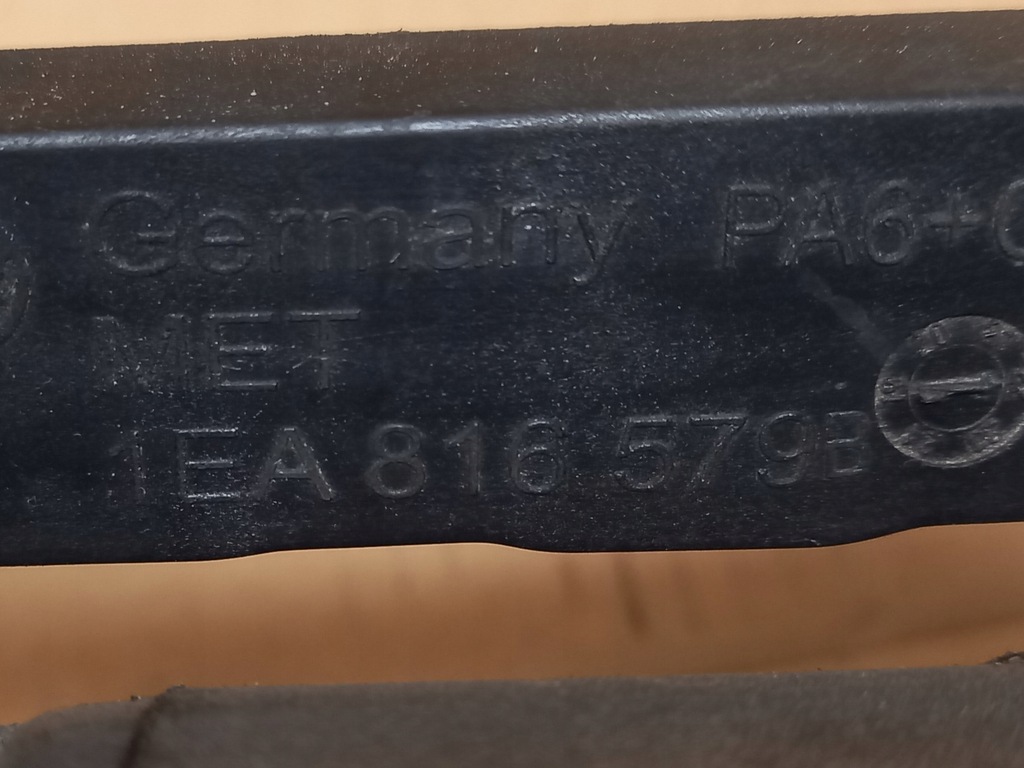 Germany PA6+G
MET
1EA 816 579B